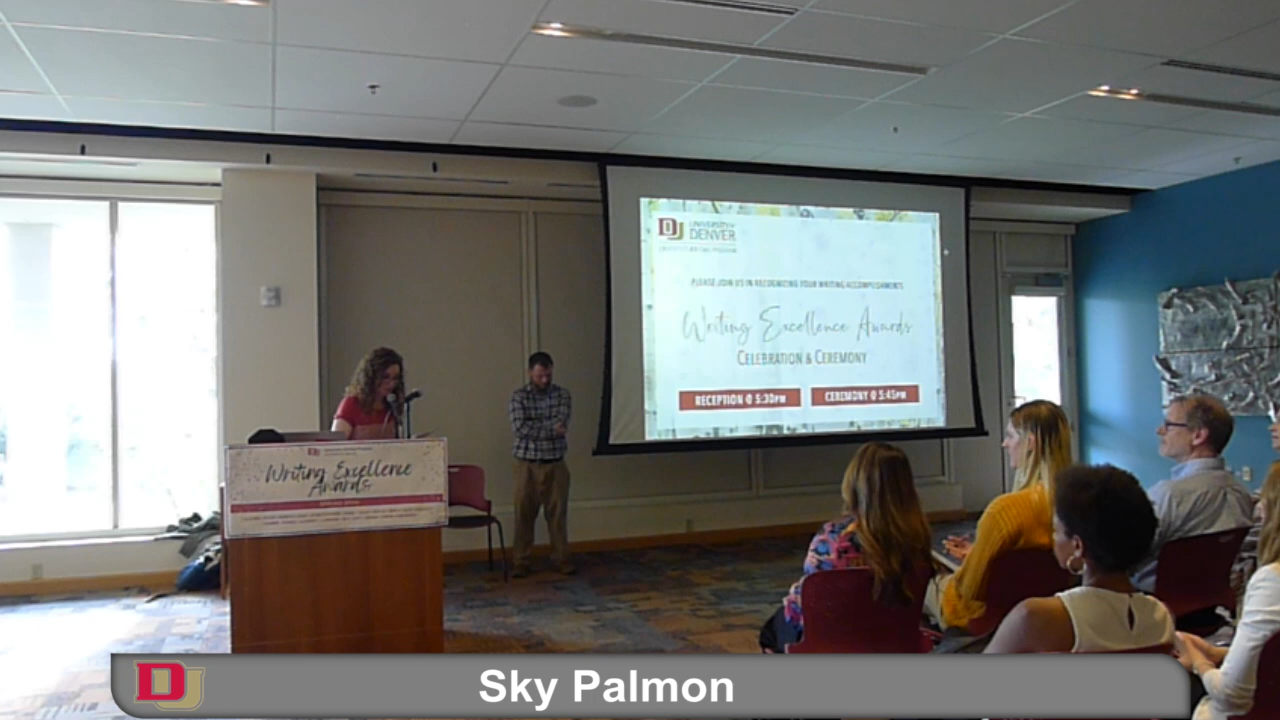 DU
UNIVERSITY of
DENVER
PLEASE JOIN US IN RECOGNIZING YOUR WRITING ACCOMPLISHMENTS
Writing Excellence Awards
CELEBRATION & CEREMONY
RECEPTION @ 5:30PM
CEREMONY @ 5:45PM
Writing Excellence
Awards
DU
Sky Palmon